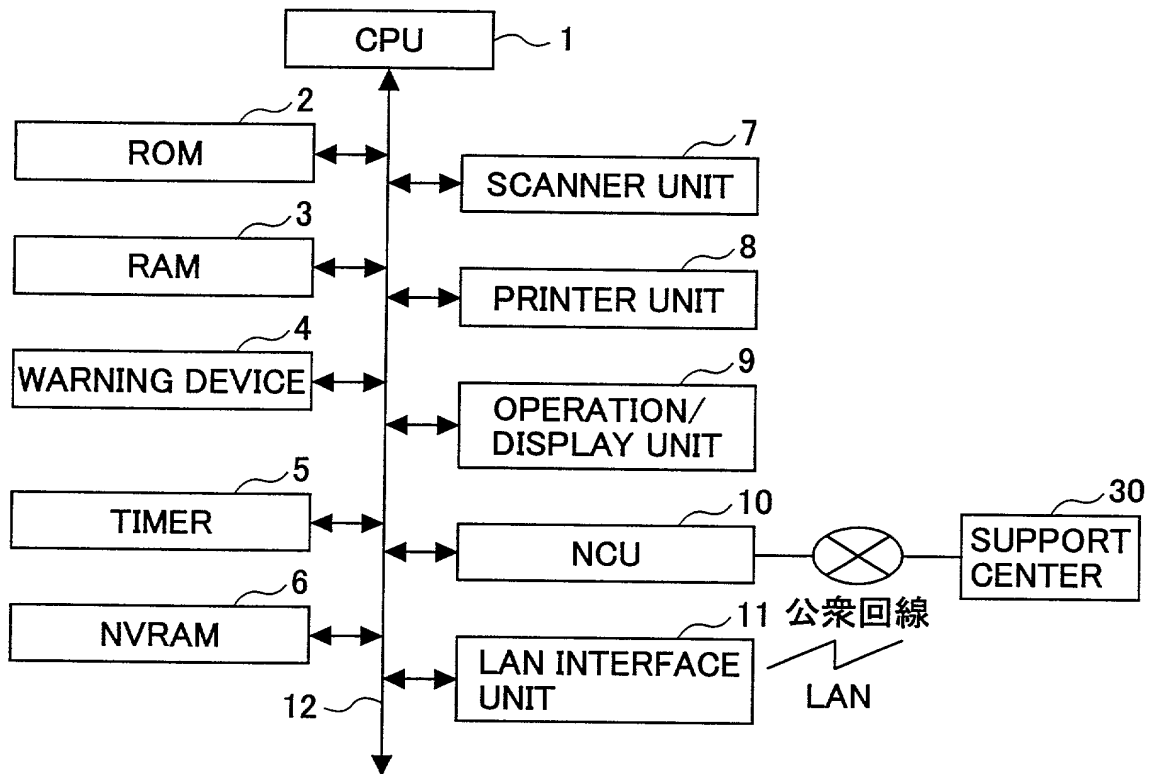 CPU
1
2
ROM
7
SCANNER UNIT
3
RAM
8
PRINTER UNIT
4
WARNING DEVICE
9
OPERATION/
DISPLAY UNIT
5
TIMER
10
NCU
30
SUPPORT
CENTER
6
NVRAM
公衆回線
11
LAN INTERFACE
UNIT
LAN
12